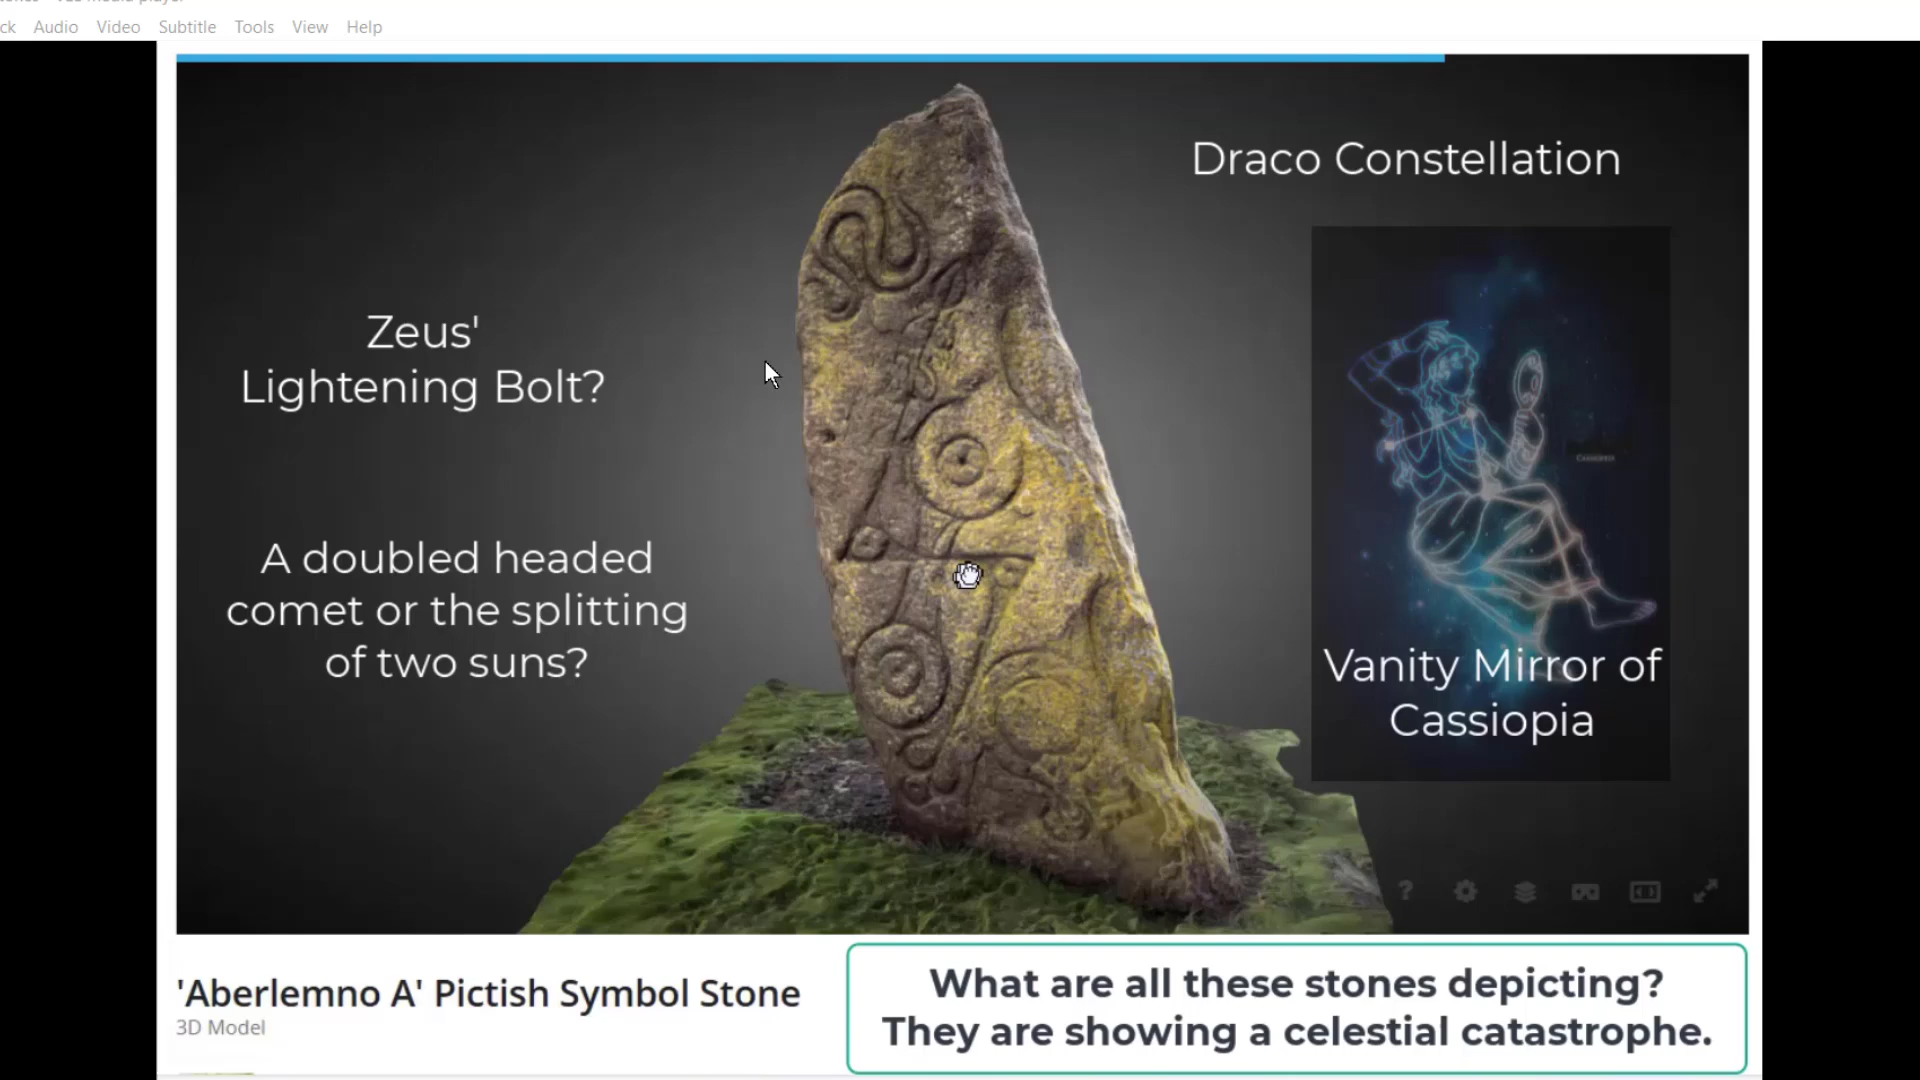 ck Audio Video Subtitle Tools View Help
Draco Constellation
Zeus'
Lightening Bolt?
A doubled headed
comet or the splitting
of two suns?
Vanity Mirror of
Cassiopia
'Aberlemno A' Pictish Symbol Stone
3D Model
What are all these stones depicting?
They are showing a celestial catastrophe.